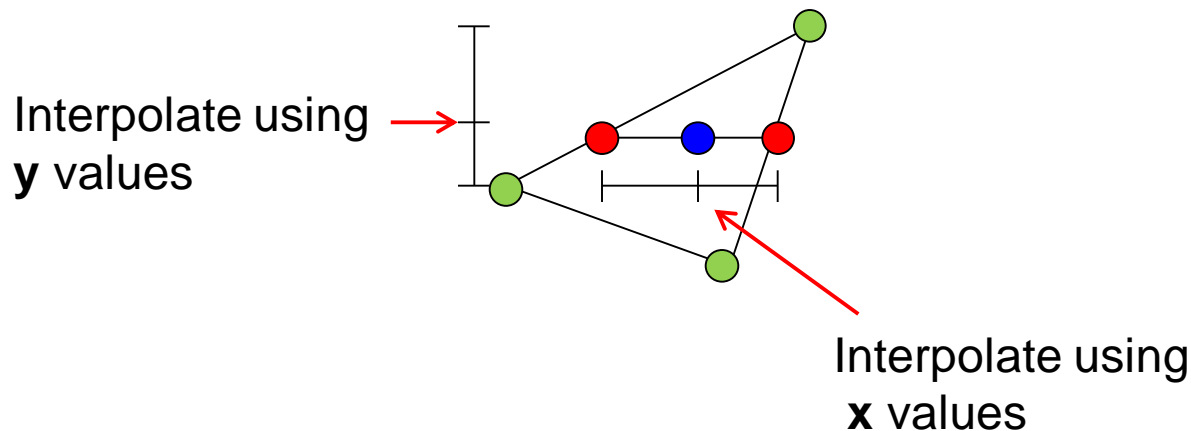 Interpolate using
y values
Interpolate using
x values